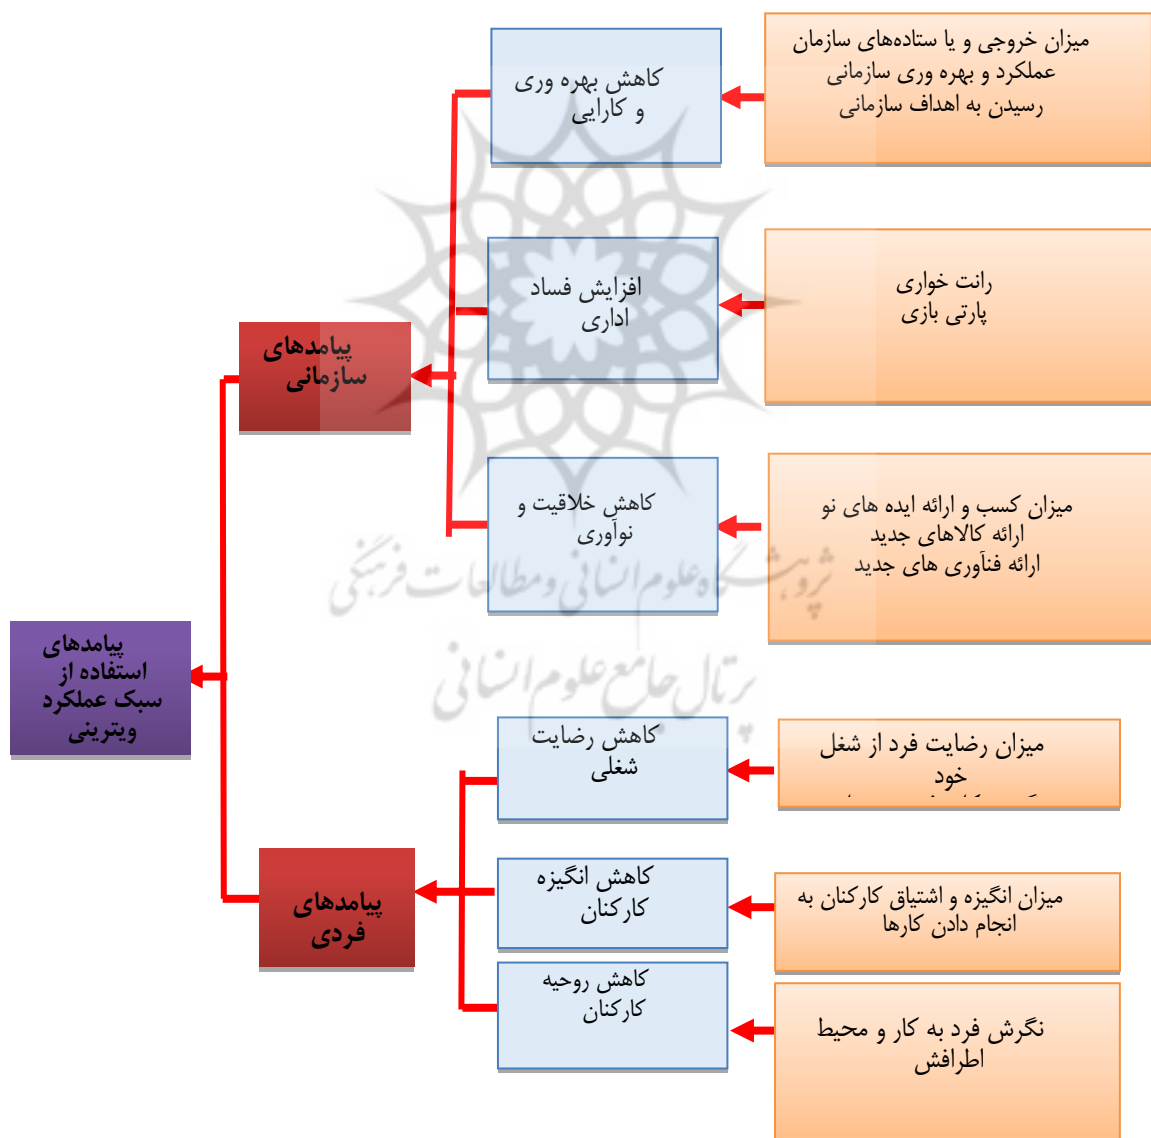 میزان خروجی و یا ستاده‌های سازمان
عملکرد و بهره وری سازمانی
رسیدن به اهداف سازمانی
کاهش بهره وری
و کارایی
رانت خواری
پارتی بازی
افزایش فساد
اداری
پیامدهای
سازمانی
میزان کسب و ارائه ایده های نو
ارائه کالاهای جدید
ارائه فنآوری های جدید
کاهش خلاقیت و
نوآوری
پژوهشگاه علوم انسانی و مطالعات فرهنگی
پرتال جامع علوم انسانی
پیامدهای
استفاده از
سبک عملکرد
ویترینی
میزان رضایت فرد از شغل
خود
کاهش رضایت
شغلی
میزان انگیزه و اشتیاق کارکنان به
انجام دادن کارها
کاهش انگیزه
کارکنان
پیامدهای
فردی
نگرش فرد به کار و محیط
اطرافش
کاهش روحیه
کارکنان